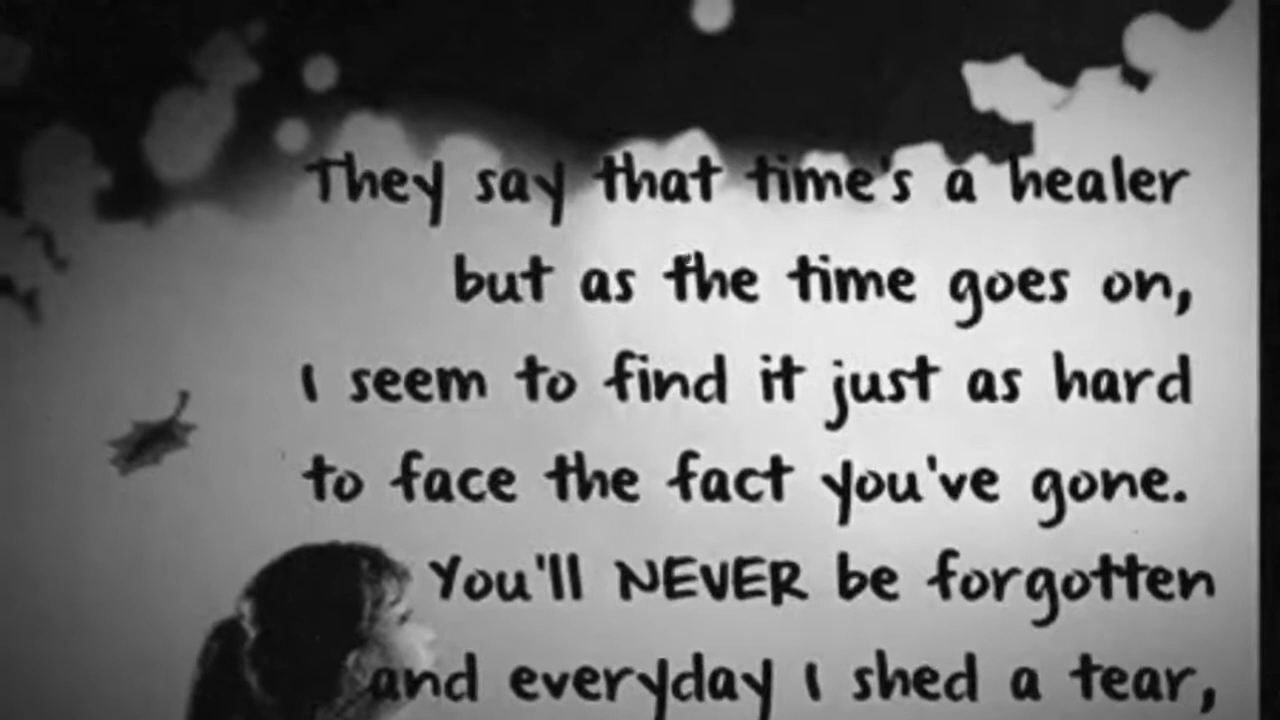 They say that time's a healer
but as the time goes on,
I seem to find it just as hard
to face the fact you've gone.
You'll NEVER be forgotten
and everyday I shed a tear,